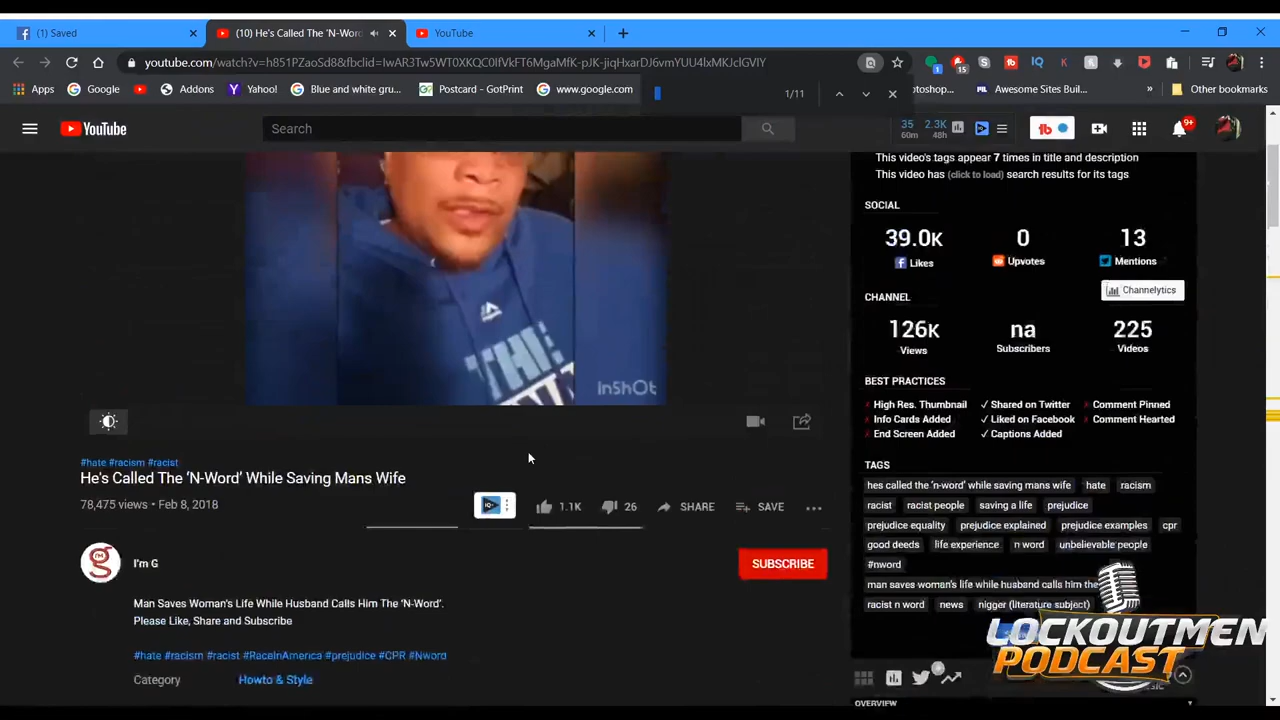 (1) Saved
(10) He's Called The 'N-Word
YouTube
youtube.com/watch?v=h851PZaoSd8&fbclid=IwAR3Tw5WT0XKQC0IfVkFT6MgaMfK-pJK-jiqHxarDJ6vmYUU4lxMKJclGVIY
1
15
IQ
K
Apps
Google
Addons
Yahoo!
Blue and white gru...
Postcard - GotPrint
www.google.com
1/11
otoshop...
PIL Awesome Sites Buil...
»
Other bookmarks
YouTube
Search
35
60m
2.3K
48h
9+
THE
InShOt
This video's tags appear 7 times in title and description
This video has (click to load) search results for its tags
SOCIAL
39.0K
Likes
0
Upvotes
13
Mentions
Channelytics
CHANNEL
126K
Views
na
Subscribers
225
Videos
BEST PRACTICES
High Res. Thumbnail
✓ Shared on Twitter
Comment Pinned
Info Cards Added
✓ Liked on Facebook
Comment Hearted
End Screen Added
✓ Captions Added
#hate #racism #racist
He's Called The 'N-Word' While Saving Mans Wife
78,475 views • Feb 8, 2018
1.1K
26
SHARE
SAVE
I'm G
SUBSCRIBE
Man Saves Woman's Life While Husband Calls Him The 'N-Word'.
Please Like, Share and Subscribe
#hate #racism #racist #RaceInAmerica #prejudice #CPR #Nword
Category
Howto & Style
TAGS
hes called the 'n-word' while saving mans wife
hate
racism
racist
racist people
saving a life
prejudice
prejudice equality
prejudice explained
prejudice examples
cpr
good deeds
life experience
n word
unbelievable people
#nword
man saves woman's life while husband calls him the
racist n word
news
nigger (literature subject)
LOCKOUTMEN
PODCAST
OVERVIEW